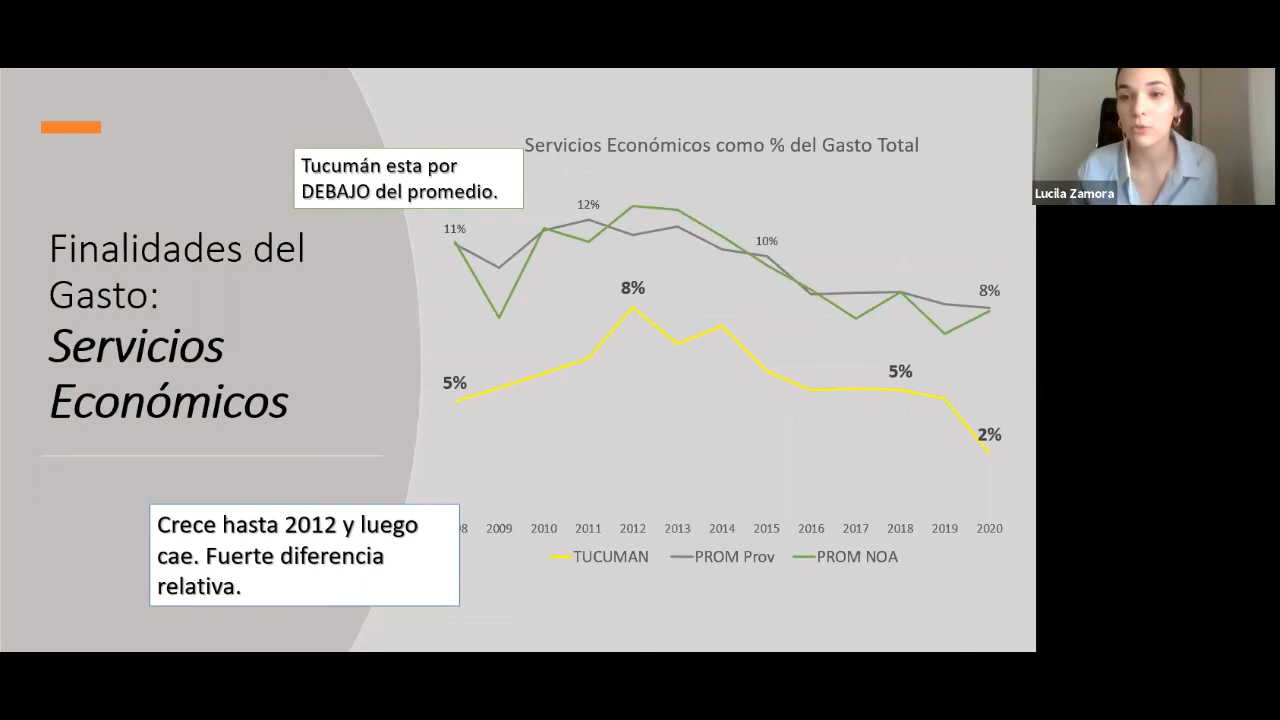 Servicios Económicos como % del Gasto Total
Tucumán esta por
DEBAJO del promedio.
Lucila Zamora
Finalidades del
Gasto:
Servicios
Económicos
11%
12%
10%
8%
8%
5%
5%
2%
08 2009 2010 2011 2012 2013 2014 2015 2016 2017 2018 2019 2020
TUCUMAN PROM Prov PROM NOA
Crece hasta 2012 y luego
cae. Fuerte diferencia
relativa.